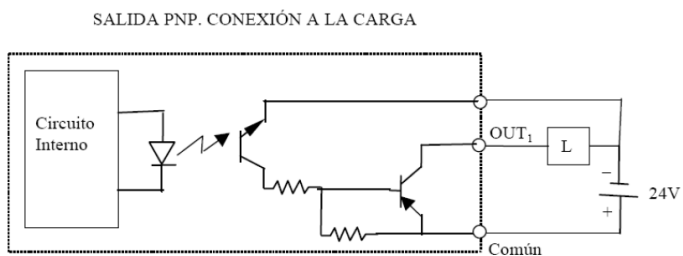 SALIDA PNP. CONEXIÓN A LA CARGA
Circuito
Interno
OUT₁
L
−
+
24V
Común